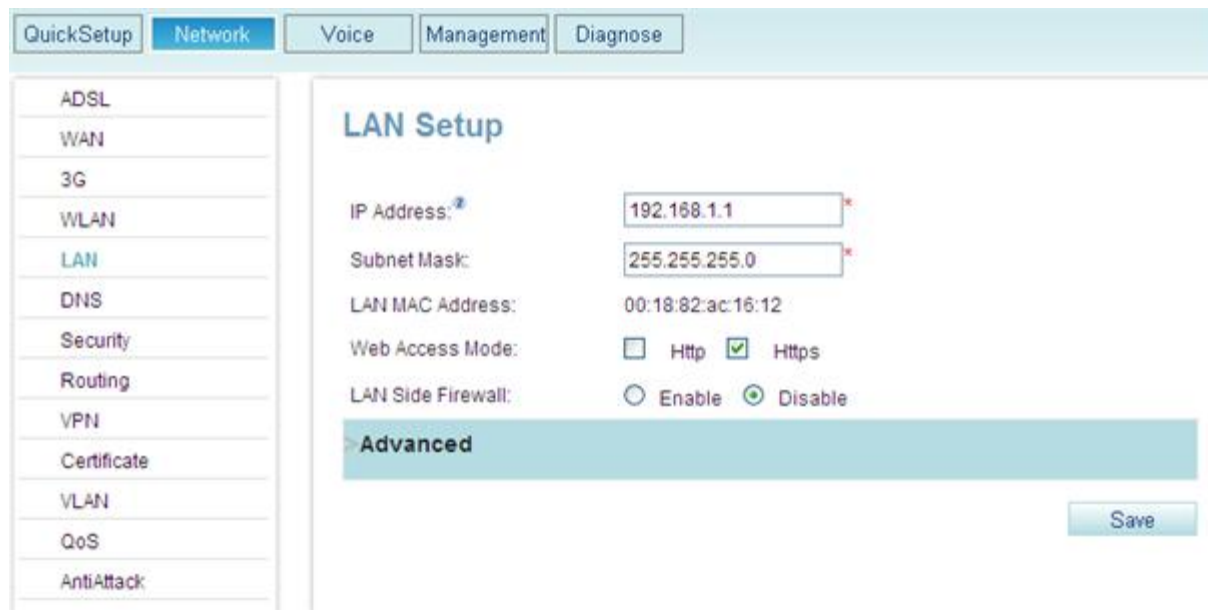 QuickSetup Network Voice Management Diagnose
ADSL
WAN
3G
WLAN
LAN
DNS
Security
Routing
VPN
Certificate
VLAN
QoS
AntiAttack
LAN Setup
IP Address: 192.168.1.1 *
Subnet Mask: 255.255.255.0 *
LAN MAC Address: 00:18:82:ac:16:12
Web Access Mode: Http Https
LAN Side Firewall: Enable Disable
>Advanced
Save